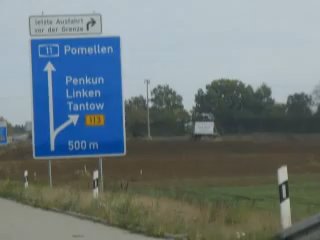 letzte Ausfahrt
vor der Grenze
11 Pomellen
Penkun
Linken
Tantow
113
500 m